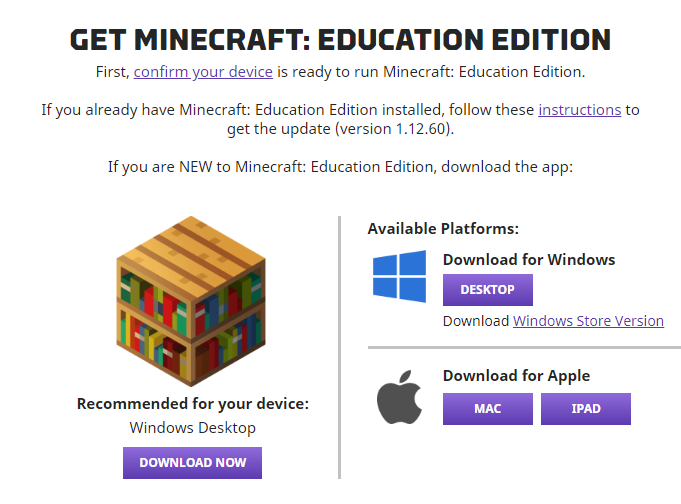 GET MINECRAFT: EDUCATION EDITION
First, confirm your device is ready to run Minecraft: Education Edition.
If you already have Minecraft: Education Edition installed, follow these instructions to
get the update (version 1.12.60).
If you are NEW to Minecraft: Education Edition, download the app:
Recommended for your device:
Windows Desktop
DOWNLOAD NOW
Available Platforms:
Download for Windows
DESKTOP
Download Windows Store Version
Download for Apple
MAC
IPAD